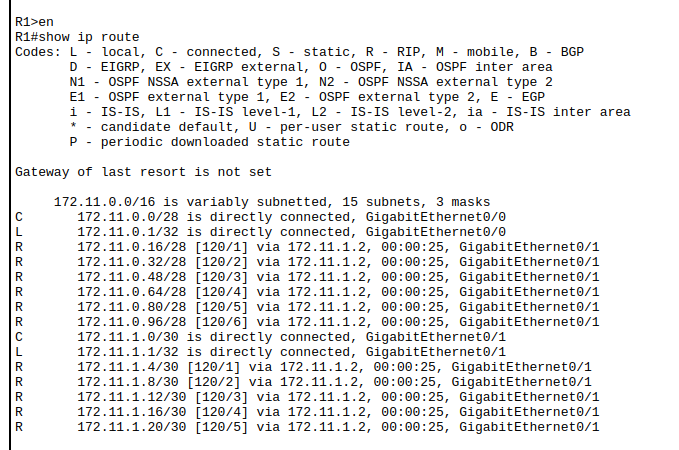 R1>en
R1#show ip route
Codes: L - local, C - connected, S - static, R - RIP, M - mobile, B - BGP
       D - EIGRP, EX - EIGRP external, O - OSPF, IA - OSPF inter area
       N1 - OSPF NSSA external type 1, N2 - OSPF NSSA external type 2
       E1 - OSPF external type 1, E2 - OSPF external type 2, E - EGP
       i - IS-IS, L1 - IS-IS level-1, L2 - IS-IS level-2, ia - IS-IS inter area
       * - candidate default, U - per-user static route, o - ODR
       P - periodic downloaded static route

Gateway of last resort is not set

     172.11.0.0/16 is variably subnetted, 15 subnets, 3 masks
C       172.11.0.0/28 is directly connected, GigabitEthernet0/0
L       172.11.0.1/32 is directly connected, GigabitEthernet0/0
R       172.11.0.16/28 [120/1] via 172.11.1.2, 00:00:25, GigabitEthernet0/1
R       172.11.0.32/28 [120/2] via 172.11.1.2, 00:00:25, GigabitEthernet0/1
R       172.11.0.48/28 [120/3] via 172.11.1.2, 00:00:25, GigabitEthernet0/1
R       172.11.0.64/28 [120/4] via 172.11.1.2, 00:00:25, GigabitEthernet0/1
R       172.11.0.80/28 [120/5] via 172.11.1.2, 00:00:25, GigabitEthernet0/1
R       172.11.0.96/28 [120/6] via 172.11.1.2, 00:00:25, GigabitEthernet0/1
C       172.11.1.0/30 is directly connected, GigabitEthernet0/1
L       172.11.1.1/32 is directly connected, GigabitEthernet0/1
R       172.11.1.4/30 [120/1] via 172.11.1.2, 00:00:25, GigabitEthernet0/1
R       172.11.1.8/30 [120/2] via 172.11.1.2, 00:00:25, GigabitEthernet0/1
R       172.11.1.12/30 [120/3] via 172.11.1.2, 00:00:25, GigabitEthernet0/1
R       172.11.1.16/30 [120/4] via 172.11.1.2, 00:00:25, GigabitEthernet0/1
R       172.11.1.20/30 [120/5] via 172.11.1.2, 00:00:25, GigabitEthernet0/1